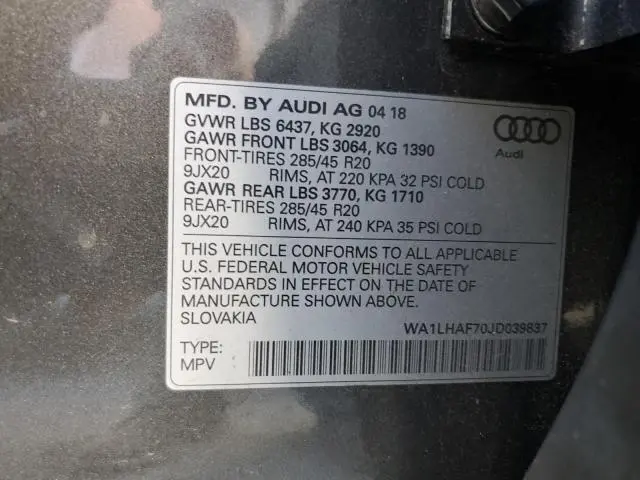 MFD. BY AUDI AG 04 18
GVWR LBS 6437, KG 2920
GAWR FRONT LBS 3064, KG 1390
FRONT-TIRES 285/45 R20
9JX20 RIMS, AT 220 KPA 32 PSI COLD
GAWR REAR LBS 3770, KG 1710
REAR-TIRES 285/45 R20
9JX20 RIMS, AT 240 KPA 35 PSI COLD
Audi
THIS VEHICLE CONFORMS TO ALL APPLICABLE
U.S. FEDERAL MOTOR VEHICLE SAFETY
STANDARDS IN EFFECT ON THE DATE OF
MANUFACTURE SHOWN ABOVE.
SLOVAKIA
WA1LHAF70JD039837
TYPE:
MPV